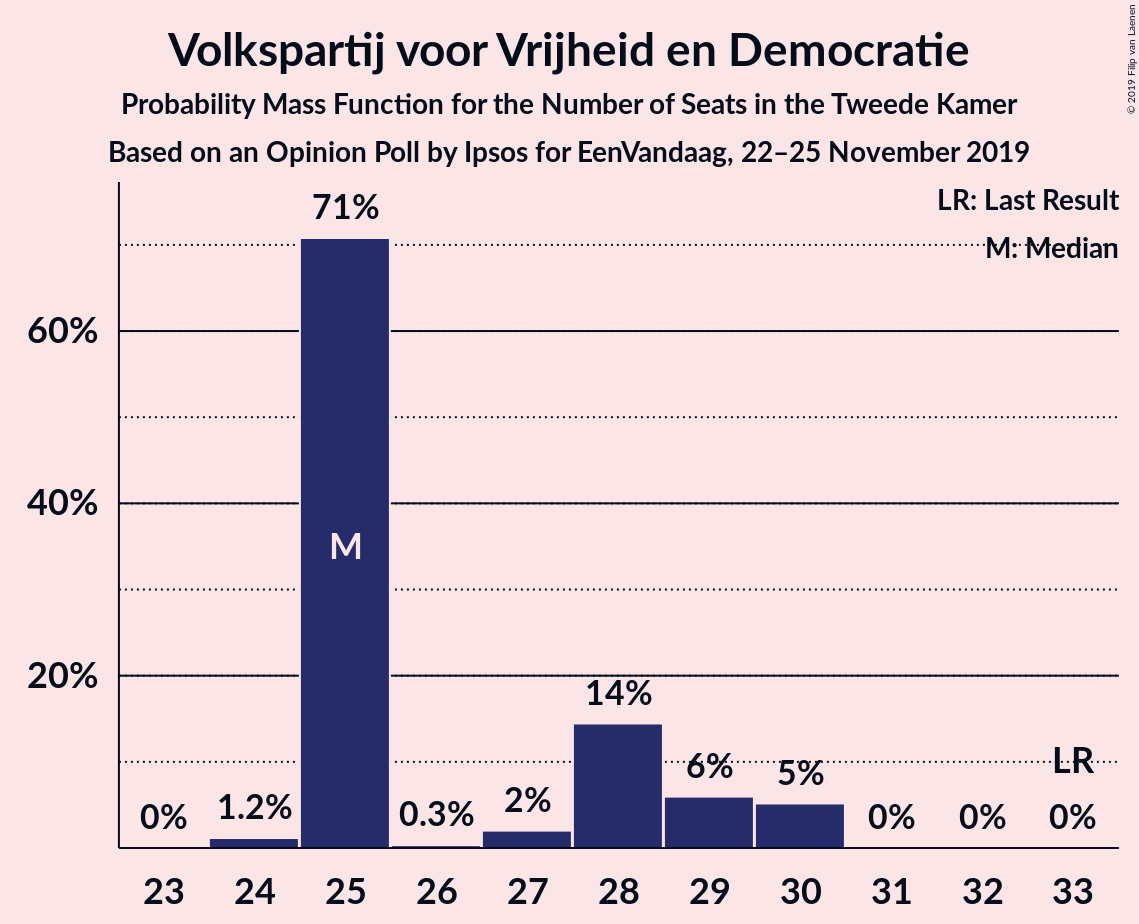 Volkspartij voor Vrijheid en Democratie
Probability Mass Function for the Number of Seats in the Tweede Kamer
Based on an Opinion Poll by Ipsos for EenVandaag, 22–25 November 2019
© 2019 Filip van Laenen
LR: Last Result
M: Median
71%
60%
40%
M
20%
14%
6%
5%
LR
0%
1.2%
0.3%
2%
0%
0%
0%
23 24 25 26 27 28 29 30 31 32 33